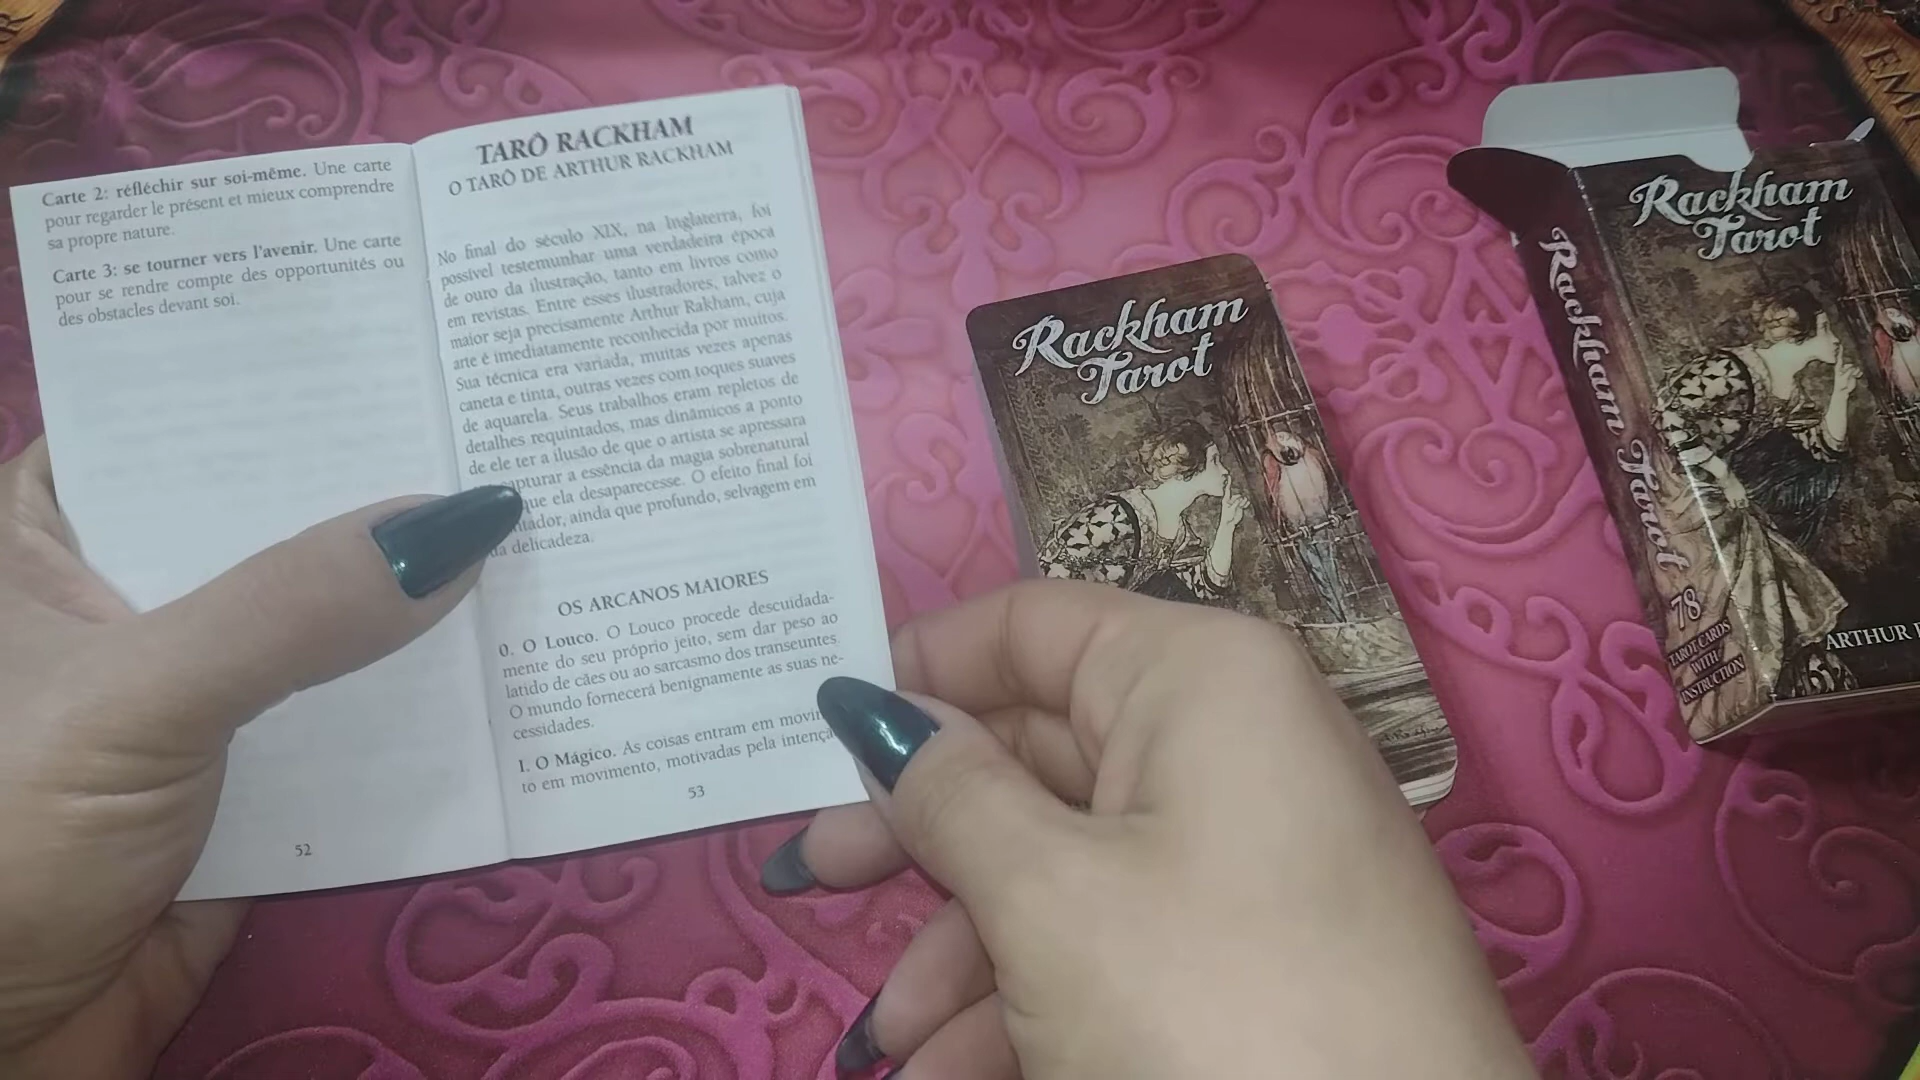 Carte 2: réfléchir sur soi-même. Une carte
pour regarder le présent et mieux comprendre
sa propre nature.
Carte 3: se tourner vers l'avenir. Une carte
pour se rendre compte des opportunités ou
des obstacles devant soi.
52
TARÔ RACKHAM
O TARÔ DE ARTHUR RACKHAM
No final do século XIX, na Inglaterra, foi
possível testemunhar uma verdadeira época
de ouro da ilustração, tanto em livros como
em revistas. Entre esses ilustradores, talvez o
maior seja precisamente Arthur Rakham, cuja
arte é imediatamente reconhecida por muitos.
Sua técnica era variada, muitas vezes apenas
caneta e tinta, outras vezes com toques suaves
de aquarela. Seus trabalhos eram repletos de
detalhes requintados, mas dinâmicos a ponto
de ele ter a ilusão de que o artista se apressara
capturar a essência da magia sobrenatural
que ela desaparecesse. O efeito final foi
ntador, ainda que profundo, selvagem em
delicadeza.
OS ARCANOS MAIORES
0. O Louco. O Louco procede descuidada-
mente do seu próprio jeito, sem dar peso ao
latido de cães ou ao sarcasmo dos transeuntes.
O mundo fornecerá benignamente as suas ne-
cessidades.
I. O Mágico. As coisas entram em movi
to em movimento, motivadas pela intençã
53
Rackham
Tarot
Rackham
Tarot
ARTHUR
Rackham Tarot
78
TAROT CARDS
WITH
INSTRUCTION